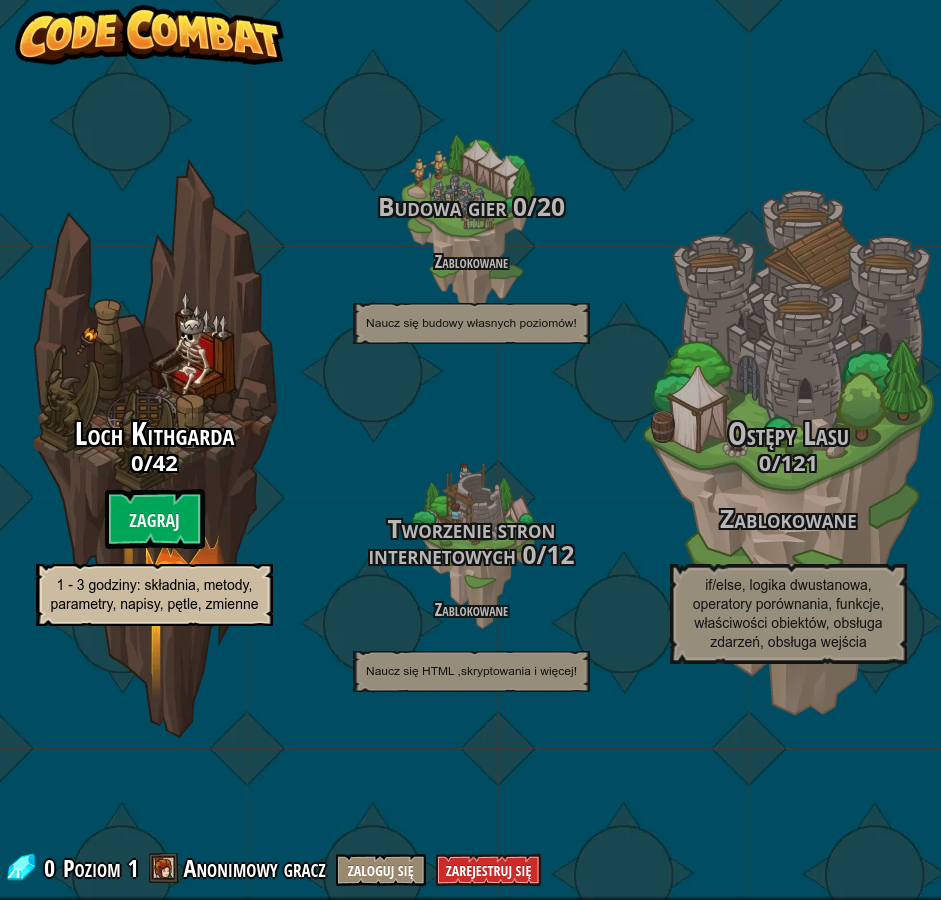 CODE COMBAT
Budowa gier 0/20
Zablokowane
Naucz się budowy własnych poziomów!
Loch Kithgarda
0/42
ZAGRAJ
1 - 3 godziny: składnia, metody,
parametry, napisy, pętle, zmienne
Tworzenie stron
internetowych 0/12
Zablokowane
Naucz się HTML ,skryptowania i więcej!
Ostępy Lasu
0/121
Zablokowane
if/else, logika dwustanowa,
operatory porównania, funkcje,
właściwości obiektów, obsługa
zdarzeń, obsługa wejścia
0 Poziom 1 Anonimowy gracz ZALOGUJ SIĘ ZAREJESTRUJ SIĘ